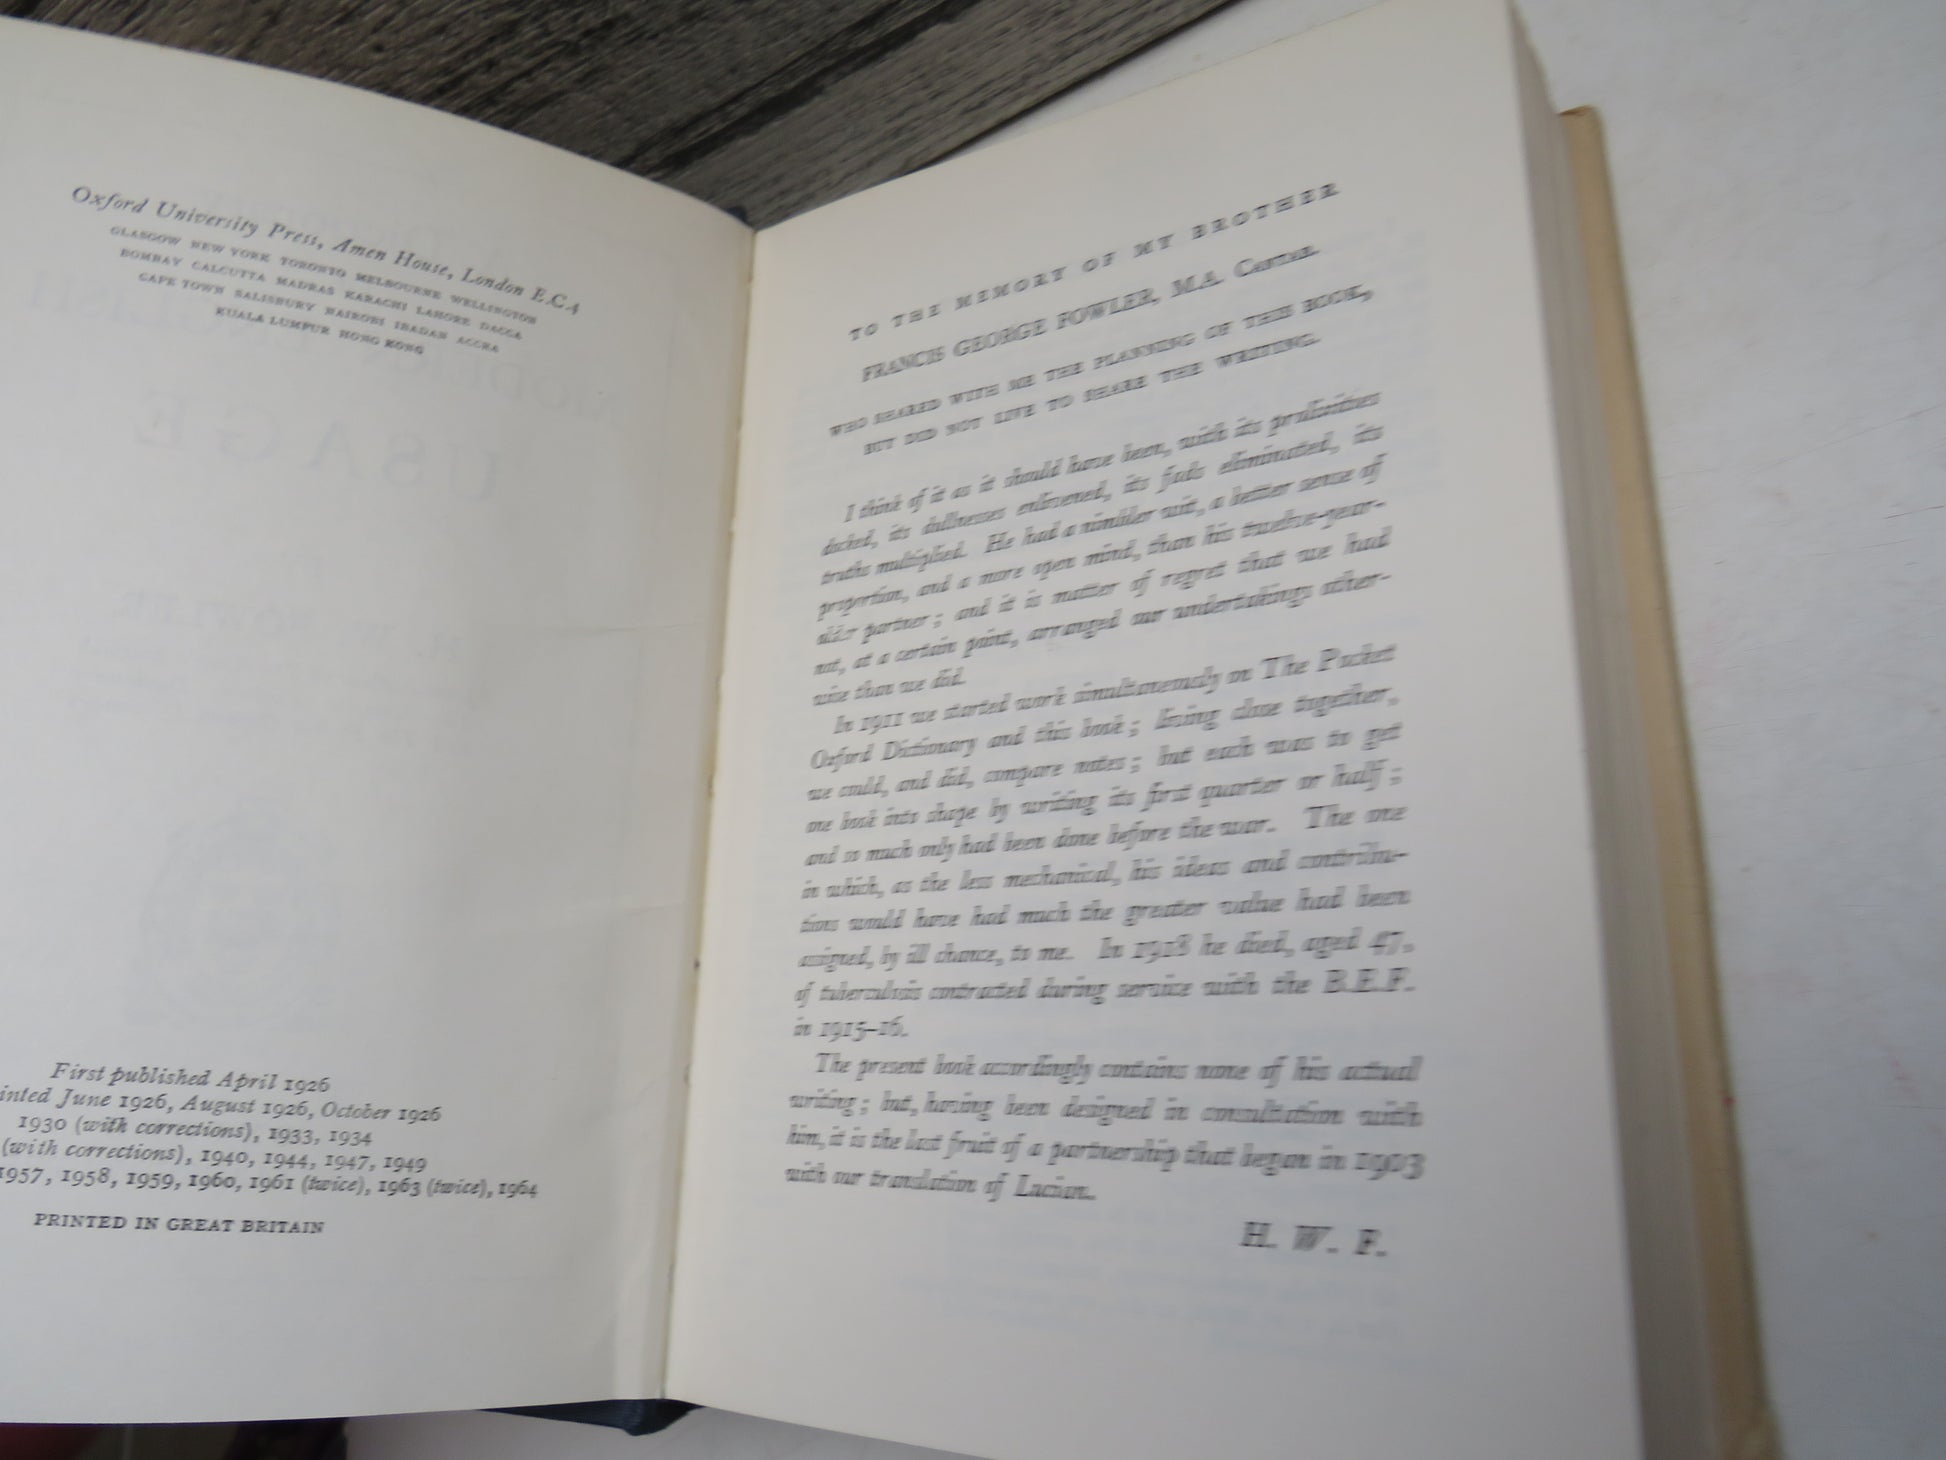 Oxford University Press, Amen House, London E.C.4
GLASGOW NEW YORK TORONTO MELBOURNE WELLINGTON
BOMBAY CALCUTTA MADRAS KARACHI LAHORE DACCA
CAPE TOWN SALISBURY NAIROBI IBADAN ACCRA
KUALA LUMPUR HONG KONG
First published April 1926
inted June 1926, August 1926, October 1926
1930 (with corrections), 1933, 1934
(with corrections), 1940, 1944, 1947, 1949
1957, 1958, 1959, 1960, 1961 (twice), 1963 (twice), 1964
PRINTED IN GREAT BRITAIN
TO THE MEMORY OF MY BROTHER
FRANCIS GEORGE FOWLER, M.A. CANTAB.
WHO SHARED WITH ME THE PLANNING OF THIS BOOK,
BUT DID NOT LIVE TO SHARE THE WRITING.
I think of it as it should have been, with its prolixities
docked, its dullnesses enlivened, its fads eliminated, its
truths multiplied. He had a nimbler wit, a better sense of
proportion, and a more open mind, than his twelve-year-
older partner; and it is matter of regret that we had
not, at a certain point, arranged our undertakings other-
wise than we did.
In 1911 we started work simultaneously on The Pocket
Oxford Dictionary and this book; living close together,
we could, and did, compare notes; but each was to get
one book into shape by writing its first quarter or half;
and so much only had been done before the war. The one
in which, as the less mechanical, his ideas and contribu-
tions would have had much the greater value had been
assigned, by ill chance, to me. In 1918 he died, aged 47,
of tuberculosis contracted during service with the B.E.F.
in 1915–16.
The present book accordingly contains none of his actual
writing; but, having been designed in consultation with
him, it is the last fruit of a partnership that began in 1903
with our translation of Lucian.
H. W. F.